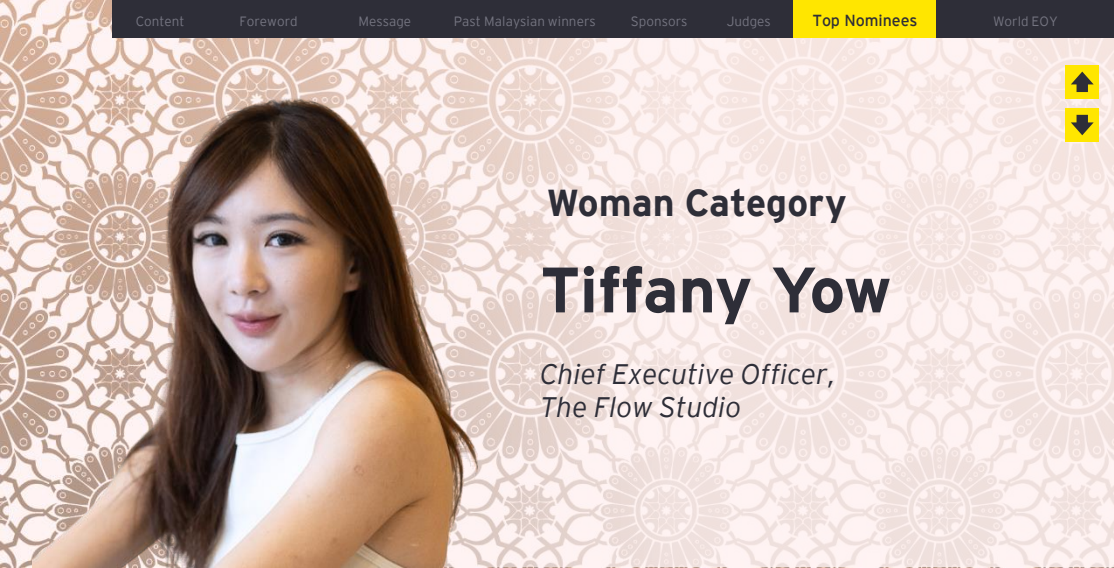 Content Foreword Message Past Malaysian winners Sponsors Judges Top Nominees World EOY
Woman Category
Tiffany Yow
Chief Executive Officer,
The Flow Studio